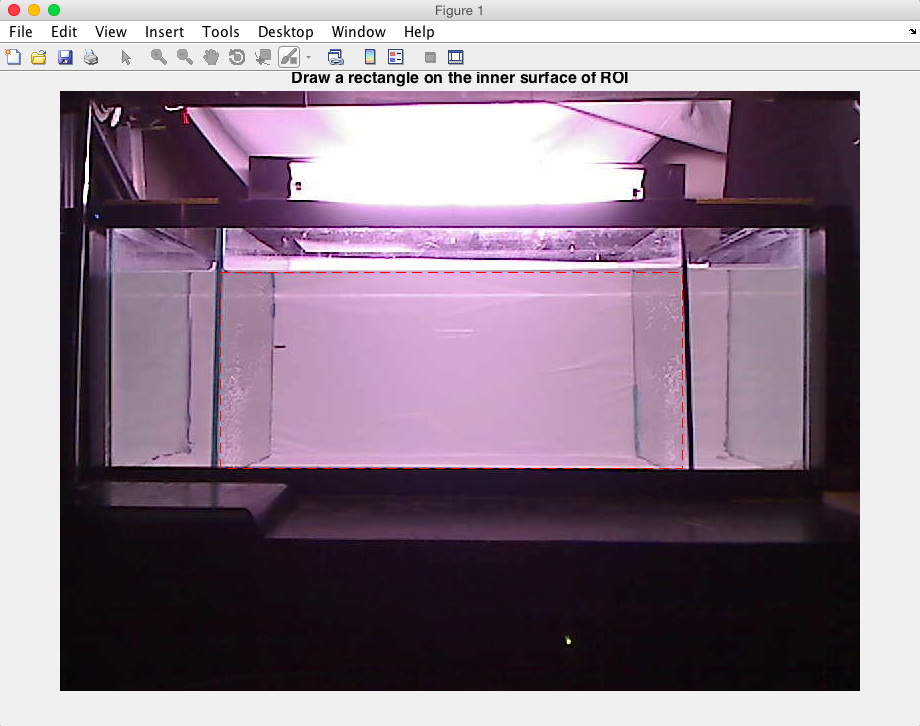 Figure 1
File Edit View Insert Tools Desktop Window Help
Draw a rectangle on the inner surface of ROI